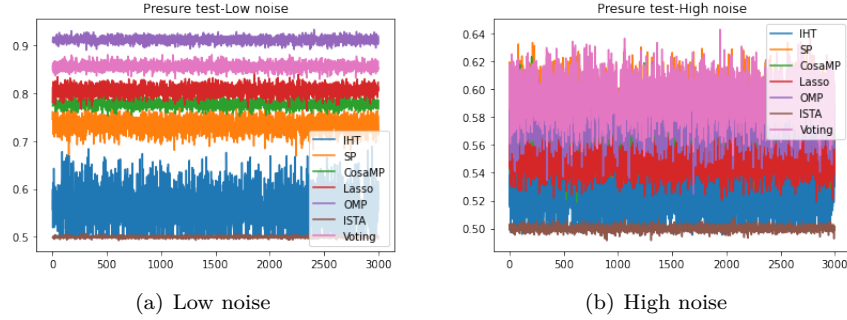 Presure test-Low noise
0.9
0.8
0.7
0.6
0.5
0
500
1000
1500
2000
2500
3000
IHT
SP
CosaMP
Lasso
OMP
ISTA
Voting
(a) Low noise
Presure test-High noise
0.64
0.62
0.60
0.58
0.56
0.54
0.52
0.50
0
500
1000
1500
2000
2500
3000
IHT
SP
CosaMP
Lasso
OMP
ISTA
Voting
(b) High noise